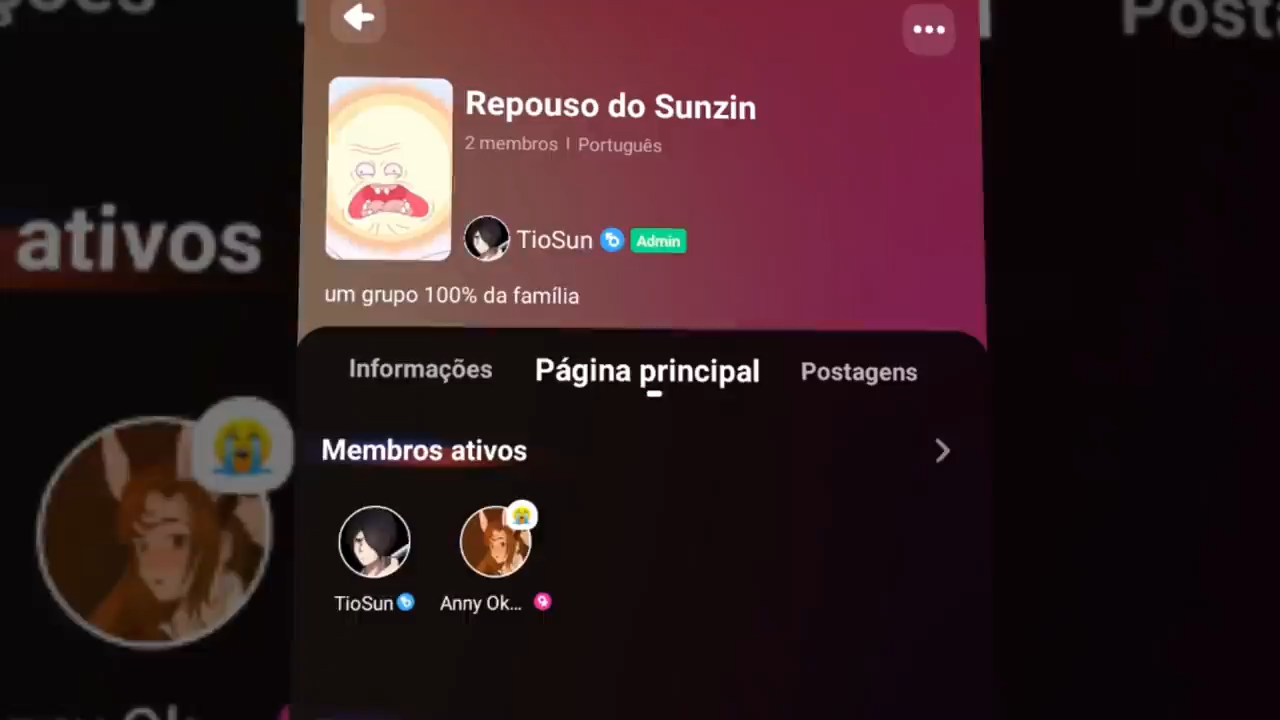 Repouso do Sunzin
2 membros | Português
TioSun Admin
um grupo 100% da família
Informações Página principal Postagens
Membros ativos
TioSun Anny Ok...
ativos